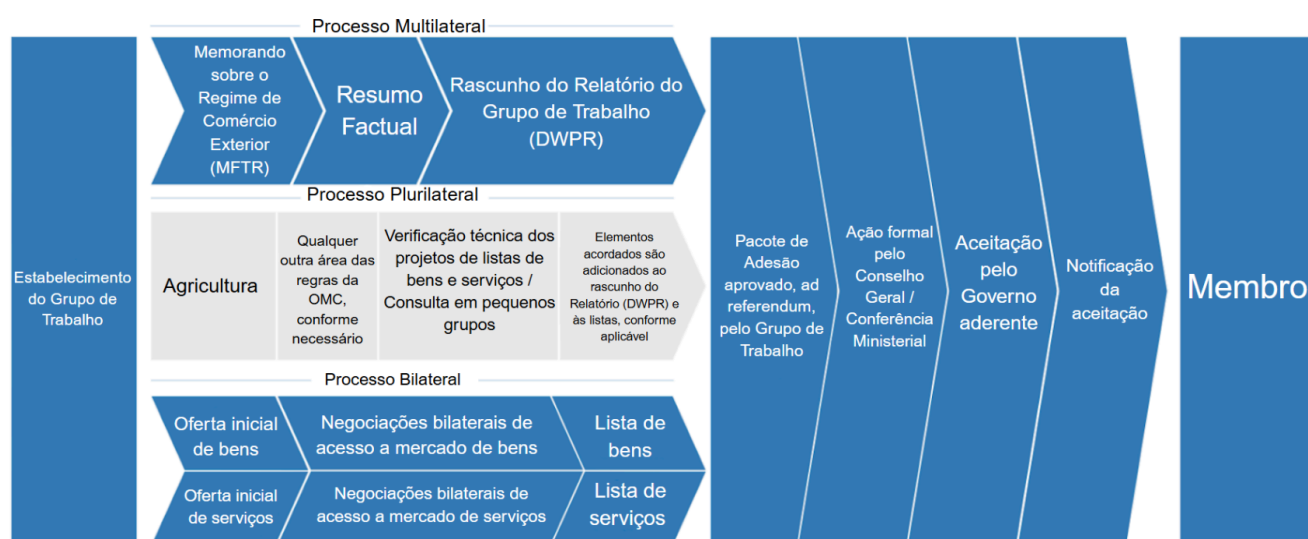 Estabelecimento
do Grupo de
Trabalho
Processo Multilateral
Memorando
sobre o
Regime de
Comércio
Exterior
(MFTR)
Resumo
Factual
Rascunho do Relatório do
Grupo de Trabalho
(DWPR)
Processo Plurilateral
Agricultura
Qualquer
outra área das
regras da
OMC,
conforme
necessário
Verificação técnica dos
projetos de listas de
bens e serviços /
Consulta em pequenos
grupos
Elementos
acordados são
adicionados ao
rascunho do
Relatório (DWPR) e
às listas, conforme
aplicável
Processo Bilateral
Oferta inicial
de bens
Negociações bilaterais de
acesso a mercado de bens
Lista de
bens
Oferta inicial
de serviços
Negociações bilaterais de
acesso a mercado de serviços
Lista de
serviços
Pacote de
Adesão
aprovado, ad
referendum,
pelo Grupo de
Trabalho
Ação formal
pelo
Conselho
Geral /
Conferência
Ministerial
Aceitação
pelo
Governo
aderente
Notificação
da
aceitação
Membro